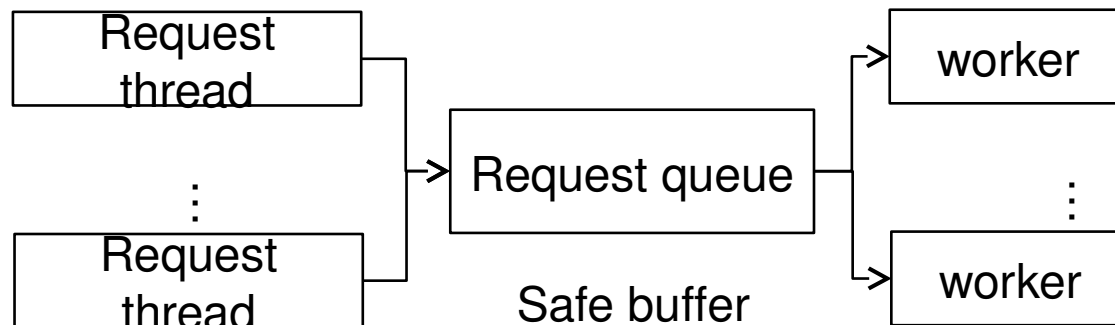 Request
thread
worker
Request queue
⋮
⋮
Request
thread
worker
Safe buffer